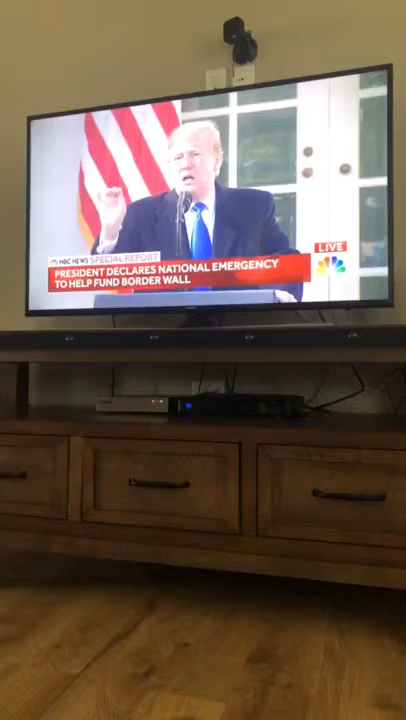 LIVE
NBC NEWS SPECIAL REPORT
PRESIDENT DECLARES NATIONAL EMERGENCY
TO HELP FUND BORDER WALL